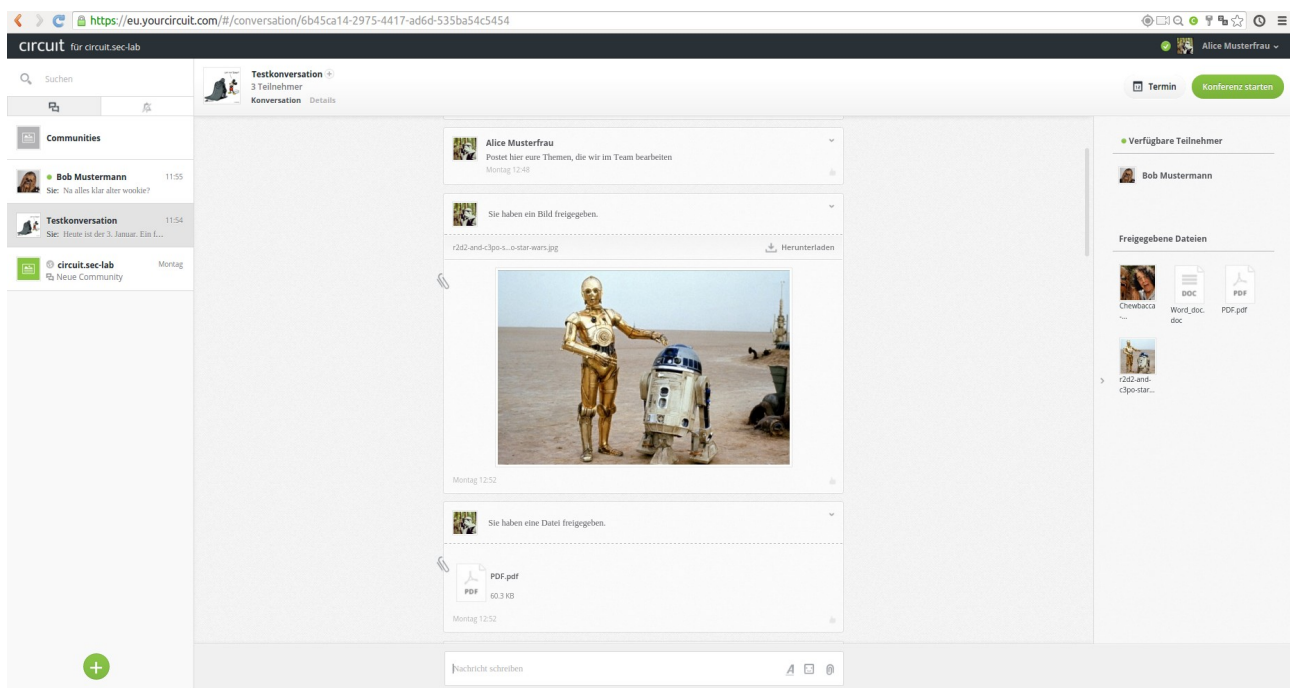 https://eu.yourcircuit.com/#/conversation/6b45ca14-2975-4417-ad6d-535ba54c5454
circuit für circuit.sec-lab
Alice Musterfrau
Suchen
Communities
Bob Mustermann 11:55
Sie: Na alles klar alter wookie?
Testkonversation 11:54
Sie: Heute ist der 3. Januar. Ein f...
circuit.sec-lab Montag
Neue Community
Testkonversation
3 Teilnehmer
Konversation Details
Termin
Konferenz starten
Alice Musterfrau
Postet hier eure Themen, die wir im Team bearbeiten
Montag 12:48
Sie haben ein Bild freigegeben.
r2d2-and-c3po-s...o-star-wars.jpg Herunterladen
Montag 12:52
Sie haben eine Datei freigegeben.
PDF
PDF.pdf
60.3 KB
Montag 12:52
Nachricht schreiben
Verfügbare Teilnehmer
Bob Mustermann
Freigegebene Dateien
DOC
PDF
Chewbacca
-...
Word_doc.
doc
PDF.pdf
r2d2-and-
c3po-star...